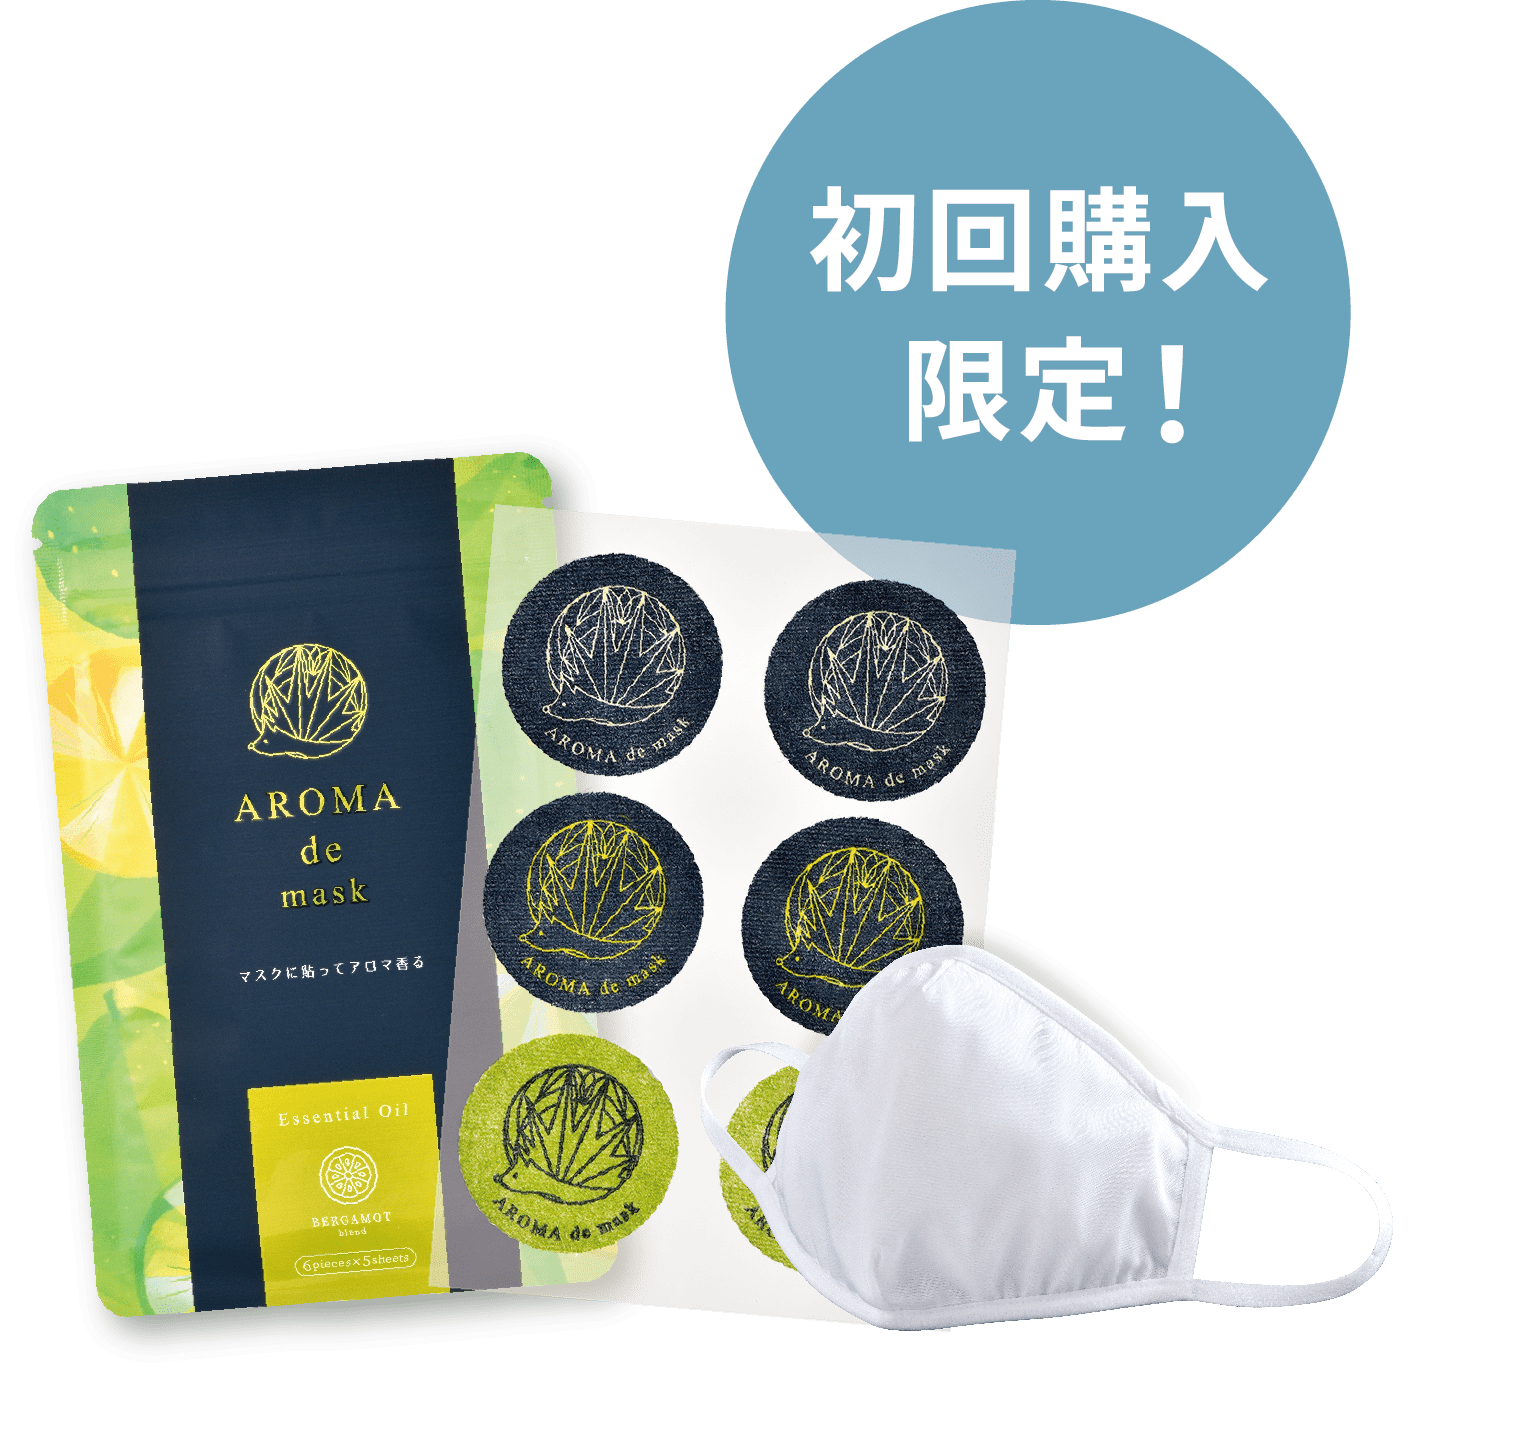 初回購入
限定！
AROMA
de
mask
マスクに貼ってアロマ香る
Essential Oil
BERGAMOT
blend
6pieces×5sheets
AROMA de mask
AROMA de mask
AROMA de mask
AROMA
AROMA de mask